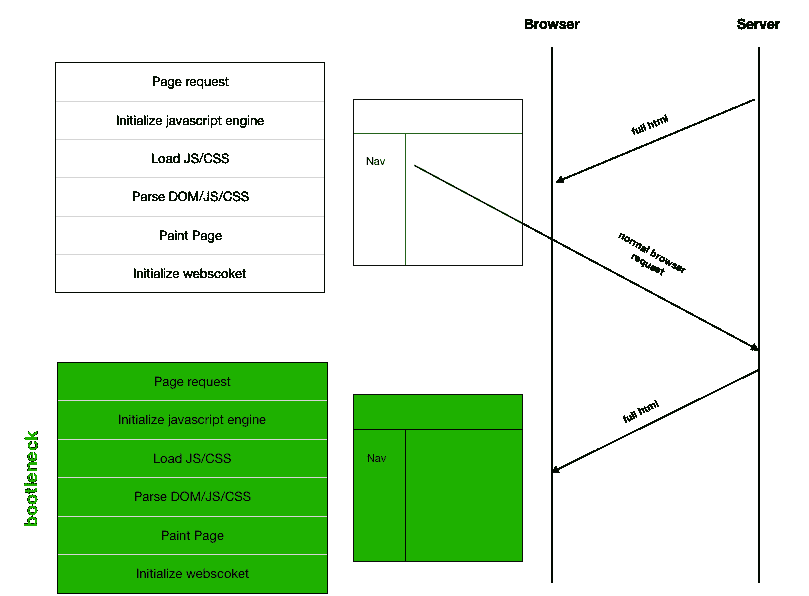 Browser
Server
Page request
Initialize javascript engine
Load JS/CSS
Parse DOM/JS/CSS
Paint Page
Initialize webscoket
Nav
full html
normal browser
request
bootleneck
Page request
Initialize javascript engine
Load JS/CSS
Parse DOM/JS/CSS
Paint Page
Initialize webscoket
Nav
full html